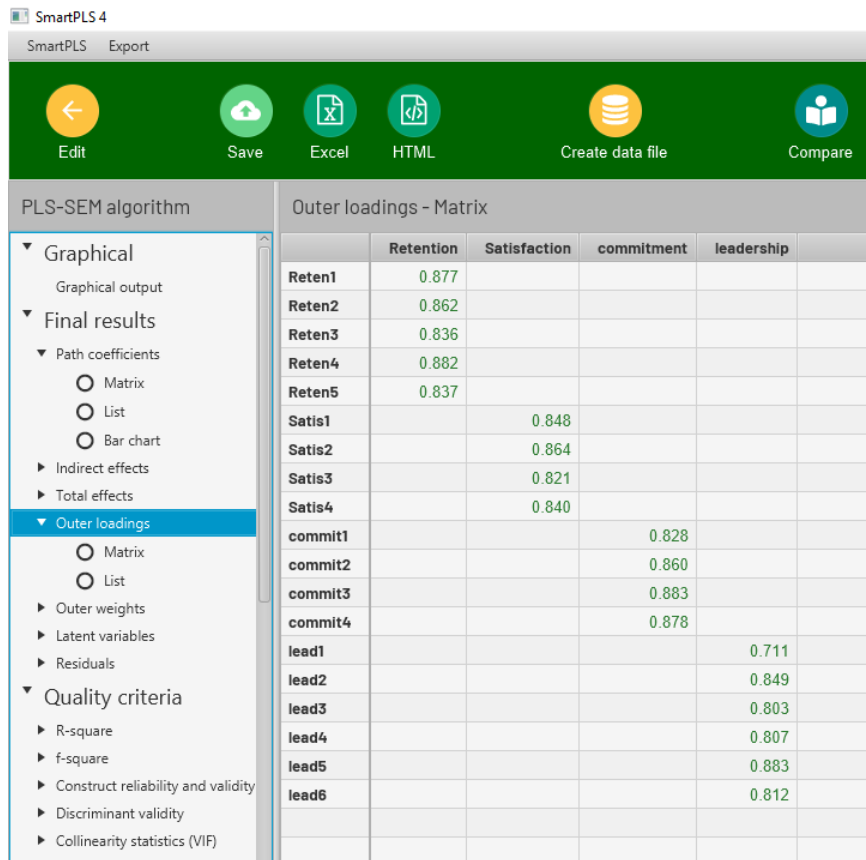 SmartPLS 4
SmartPLS Export
Edit Save Excel HTML Create data file Compare
PLS-SEM algorithm
Graphical
Graphical output
Final results
Path coefficients
Matrix
List
Bar chart
Indirect effects
Total effects
Outer loadings
Matrix
List
Outer weights
Latent variables
Residuals
Quality criteria
R-square
f-square
Construct reliability and validity
Discriminant validity
Collinearity statistics (VIF)
Outer loadings - Matrix
Retention Satisfaction commitment leadership
Reten1 0.877
Reten2 0.862
Reten3 0.836
Reten4 0.882
Reten5 0.837
Satis1 0.848
Satis2 0.864
Satis3 0.821
Satis4 0.840
commit1 0.828
commit2 0.860
commit3 0.883
commit4 0.878
lead1 0.711
lead2 0.849
lead3 0.803
lead4 0.807
lead5 0.883
lead6 0.812